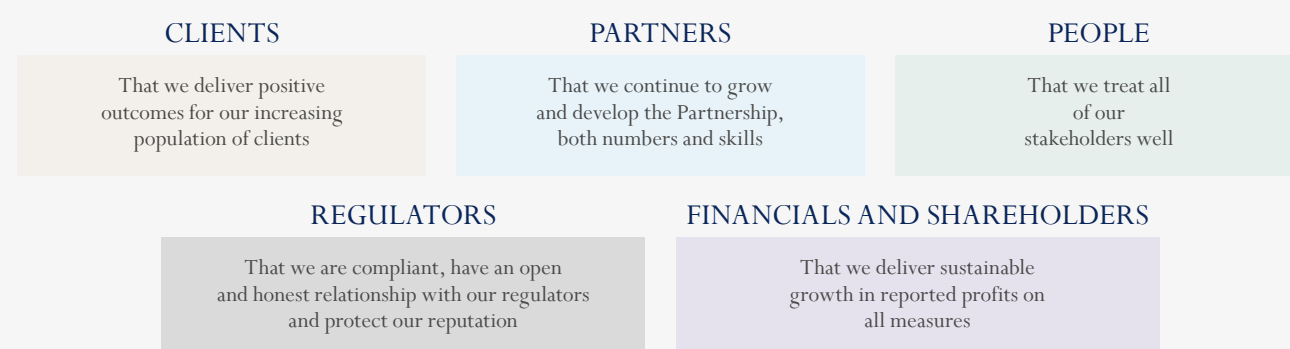 CLIENTS
That we deliver positive
outcomes for our increasing
population of clients
PARTNERS
That we continue to grow
and develop the Partnership,
both numbers and skills
PEOPLE
That we treat all
of our
stakeholders well
REGULATORS
That we are compliant, have an open
and honest relationship with our regulators
and protect our reputation
FINANCIALS AND SHAREHOLDERS
That we deliver sustainable
growth in reported profits on
all measures